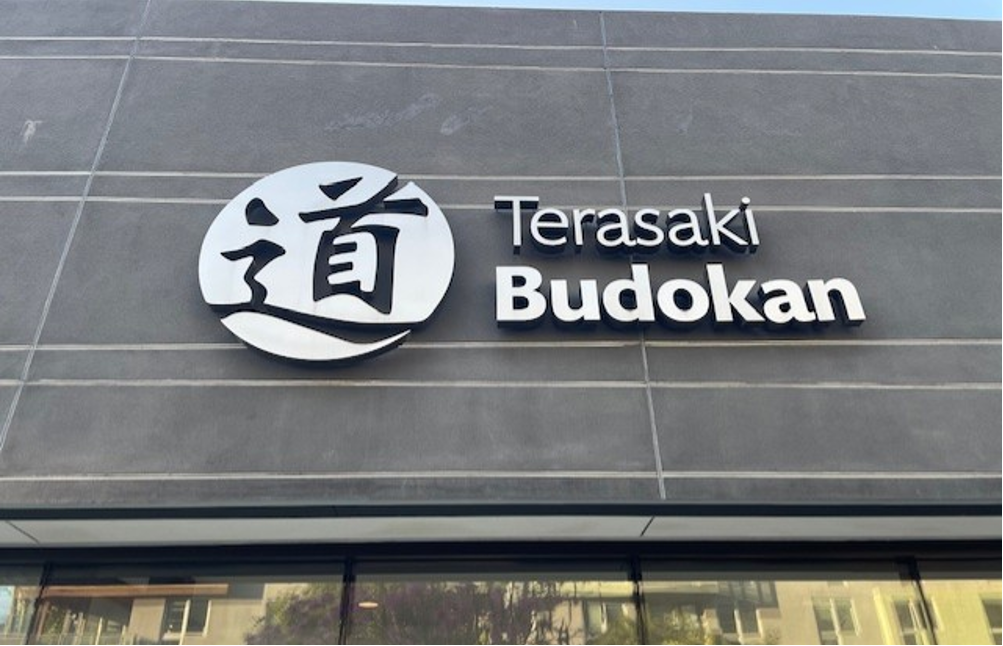 道
Terasaki
Budokan